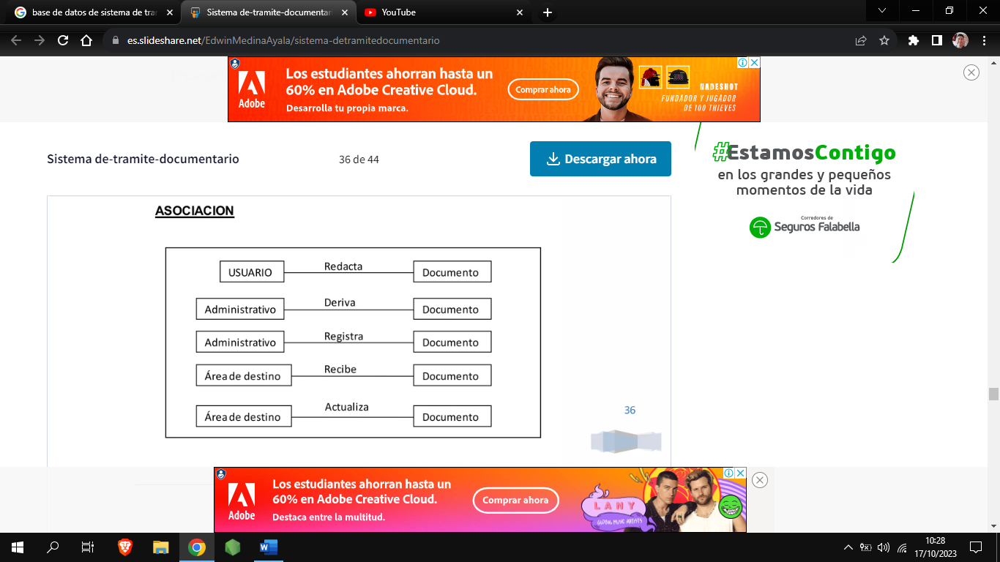 base de datos de sistema de tra
Sistema de-tramite-documentari
YouTube
es.slideshare.net/EdwinMedinaAyala/sistema-detramitedocumentario
Adobe
Los estudiantes ahorran hasta un
60% en Adobe Creative Cloud.
Desarrolla tu propia marca.
Comprar ahora
NADESHOT
FUNDADOR Y JUGADOR
DE 100 THIEVES
Sistema de-tramite-documentario
36 de 44
Descargar ahora
#EstamosContigo
en los grandes y pequeños
momentos de la vida
Corredores de
Seguros Falabella
ASOCIACION
USUARIO Redacta Documento
Administrativo Deriva Documento
Administrativo Registra Documento
Área de destino Recibe Documento
Área de destino Actualiza Documento
36
Adobe
Los estudiantes ahorran hasta un
60% en Adobe Creative Cloud.
Destaca entre la multitud.
Comprar ahora
LANY
GLOBAL MUSIC ARTISTS
10:28
17/10/2023